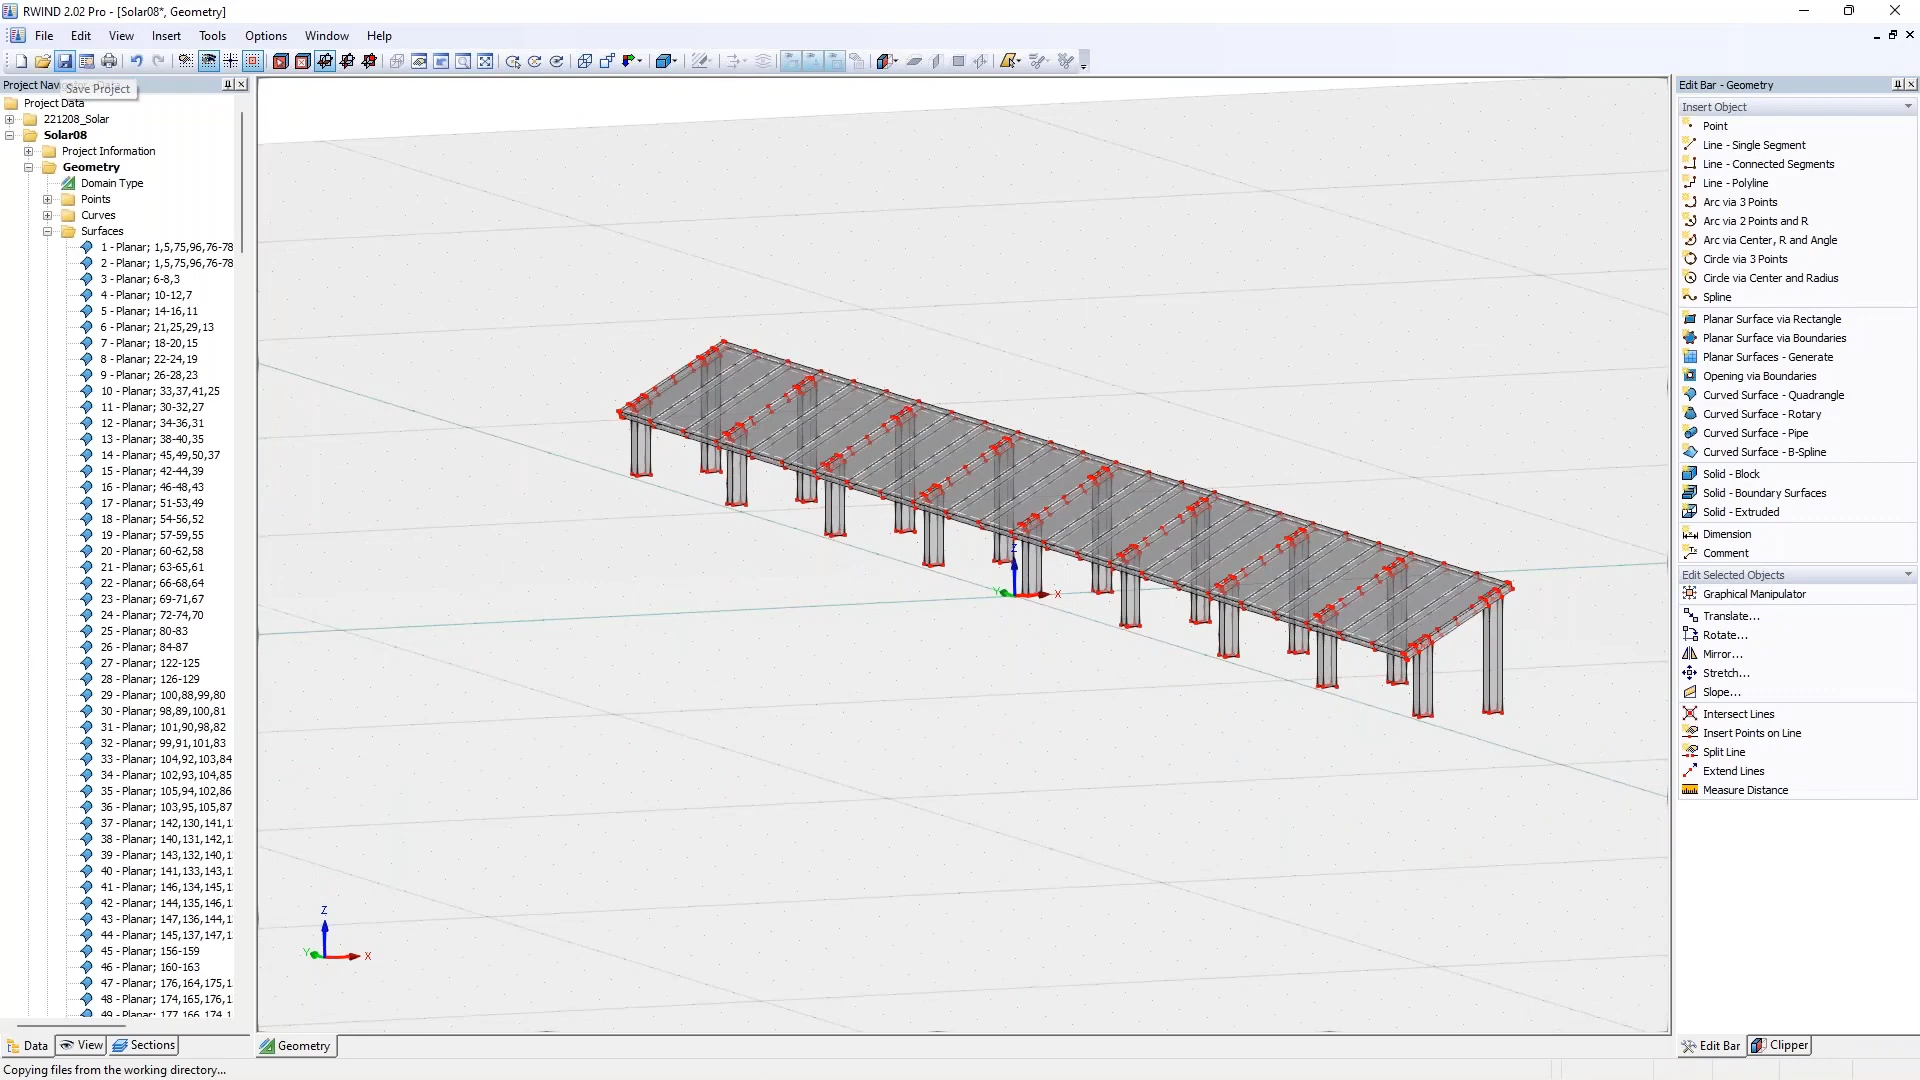 RWIND 2.02 Pro - [Solar08*, Geometry]
File Edit View Insert Tools Options Window Help
Project Nav
Save Project
Project Data
221208_Solar
Solar08
Project Information
Geometry
Domain Type
Points
Curves
Surfaces
1 - Planar; 1,5,75,96,76-78
2 - Planar; 1,5,75,96,76-78
3 - Planar; 6-8,3
4 - Planar; 10-12,7
5 - Planar; 14-16,11
6 - Planar; 21,25,29,13
7 - Planar; 18-20,15
8 - Planar; 22-24,19
9 - Planar; 26-28,23
10 - Planar; 33,37,41,25
11 - Planar; 30-32,27
12 - Planar; 34-36,31
13 - Planar; 38-40,35
14 - Planar; 45,49,50,37
15 - Planar; 42-44,39
16 - Planar; 46-48,43
17 - Planar; 51-53,49
18 - Planar; 54-56,52
19 - Planar; 57-59,55
20 - Planar; 60-62,58
21 - Planar; 63-65,61
22 - Planar; 66-68,64
23 - Planar; 69-71,67
24 - Planar; 72-74,70
25 - Planar; 80-83
26 - Planar; 84-87
27 - Planar; 122-125
28 - Planar; 126-129
29 - Planar; 100,88,99,80
30 - Planar; 98,89,100,81
31 - Planar; 101,90,98,82
32 - Planar; 99,91,101,83
33 - Planar; 104,92,103,84
34 - Planar; 102,93,104,85
35 - Planar; 105,94,102,86
36 - Planar; 103,95,105,87
37 - Planar; 142,130,141,1
38 - Planar; 140,131,142,1
39 - Planar; 143,132,140,1
40 - Planar; 141,133,143,1
41 - Planar; 146,134,145,1
42 - Planar; 144,135,146,1
43 - Planar; 147,136,144,1
44 - Planar; 145,137,147,1
45 - Planar; 156-159
46 - Planar; 160-163
47 - Planar; 176,164,175,1
48 - Planar; 174,165,176,1
49 - Planar; 177,166,174,1
Data View Sections
Z
Y X
Z
Y X
Geometry
Edit Bar - Geometry
Insert Object
Point
Line - Single Segment
Line - Connected Segments
Line - Polyline
Arc via 3 Points
Arc via 2 Points and R
Arc via Center, R and Angle
Circle via 3 Points
Circle via Center and Radius
Spline
Planar Surface via Rectangle
Planar Surface via Boundaries
Planar Surfaces - Generate
Opening via Boundaries
Curved Surface - Quadrangle
Curved Surface - Rotary
Curved Surface - Pipe
Curved Surface - B-Spline
Solid - Block
Solid - Boundary Surfaces
Solid - Extruded
Dimension
Comment
Edit Selected Objects
Graphical Manipulator
Translate...
Rotate...
Mirror...
Stretch...
Slope...
Intersect Lines
Insert Points on Line
Split Line
Extend Lines
Measure Distance
Edit Bar Clipper
Copying files from the working directory...